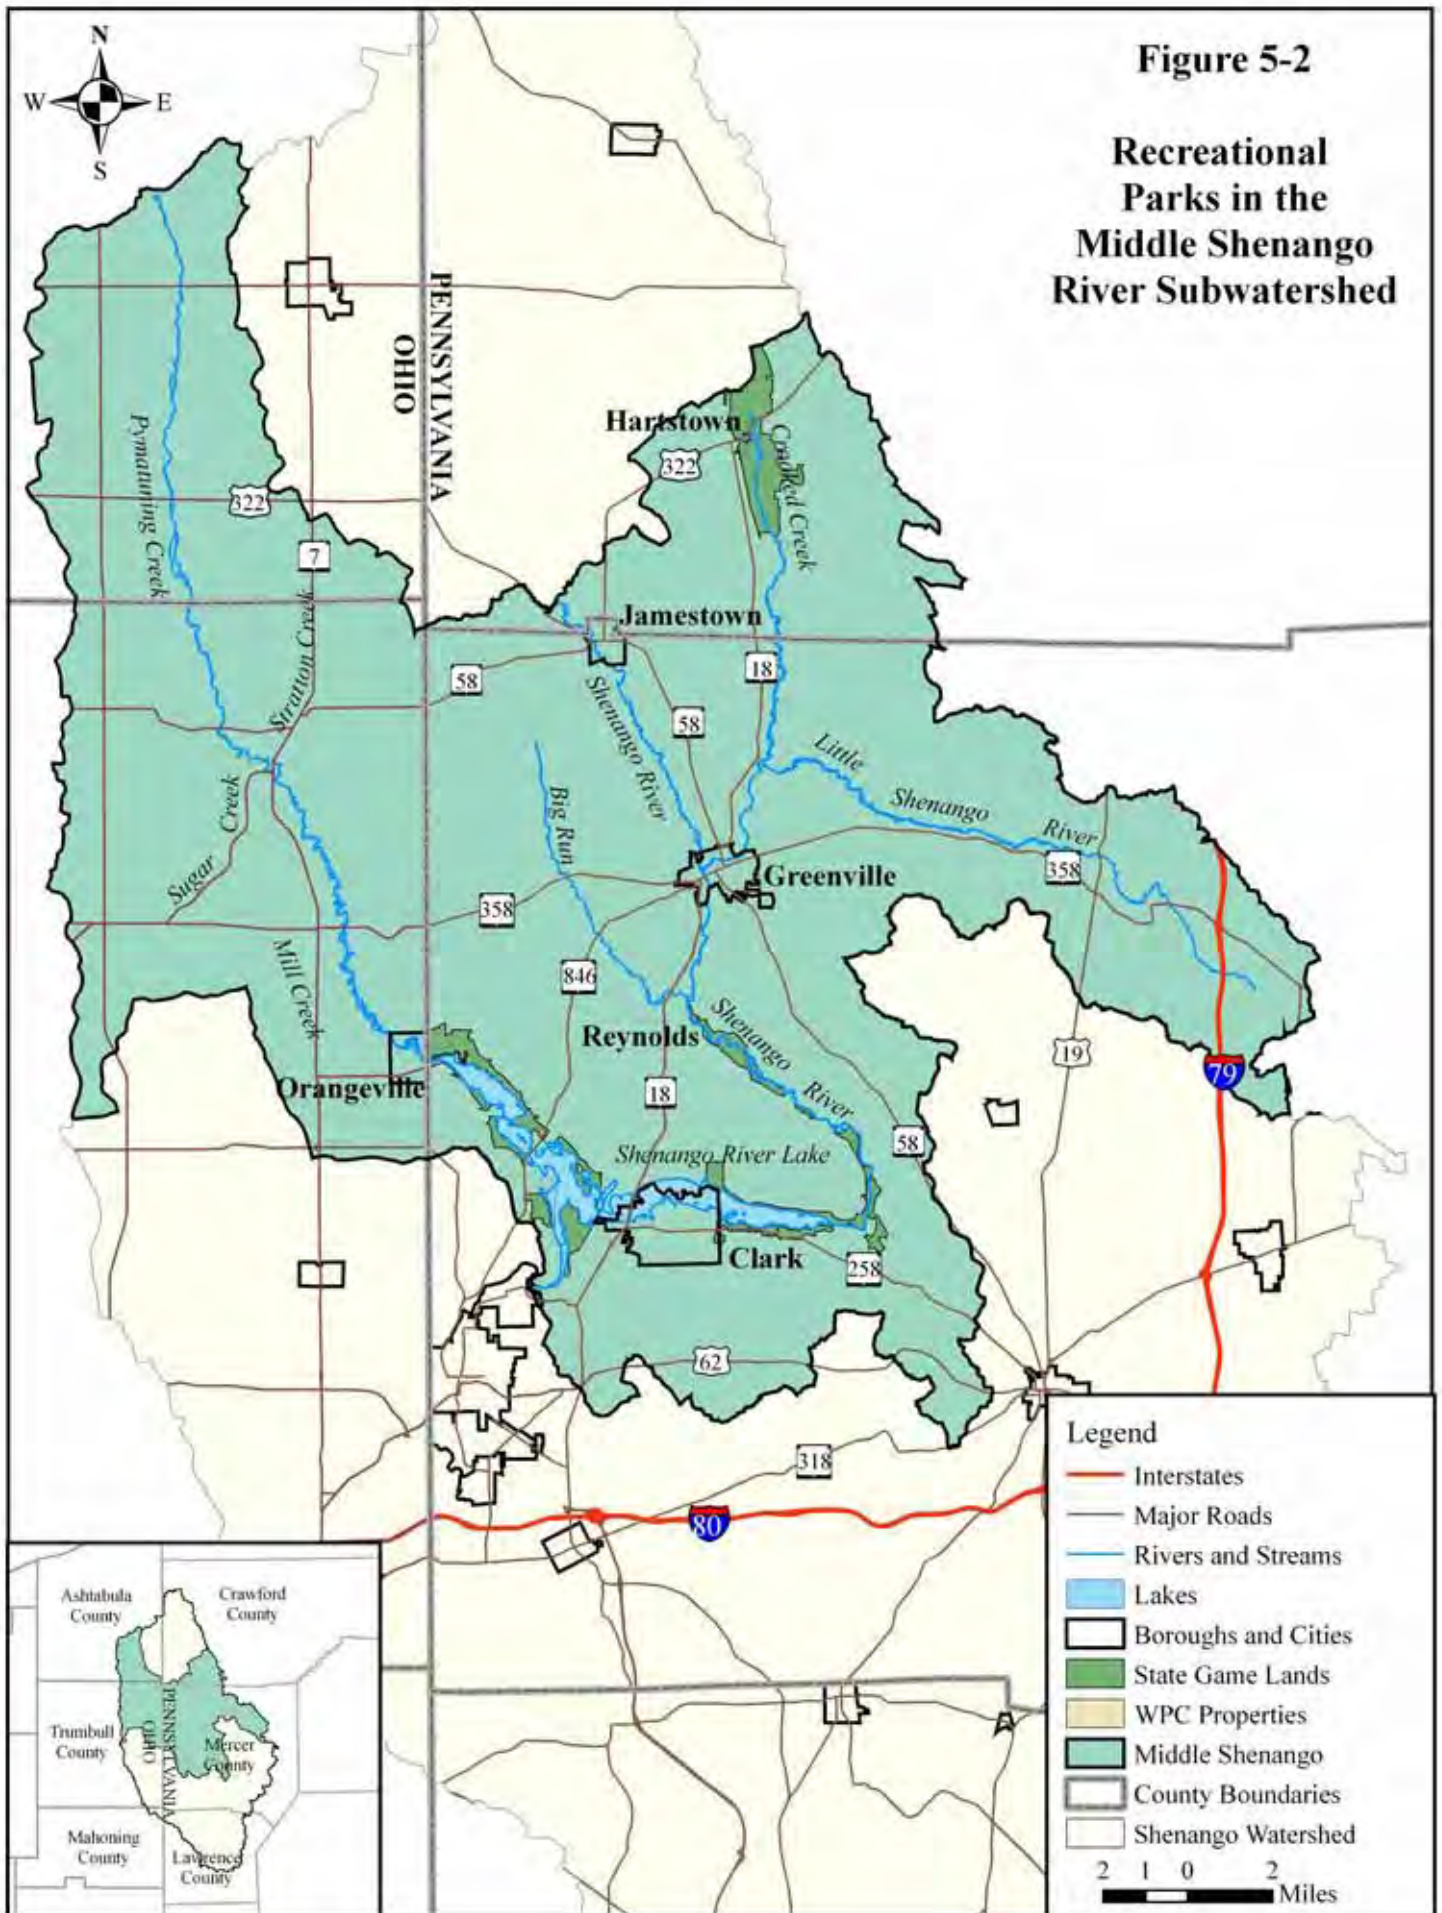 Figure 5-2
Recreational
Parks in the
Middle Shenango
River Subwatershed
N
W
E
S
PENNSYLVANIA
OHIO
Hartstown
322
Crooked Creek
Pymatuning Creek
322
7
Stratton Creek
Jamestown
58
18
Shenango River
58
Little
Shenango
River
Big Run
Sugar
Creek
Greenville
358
358
846
Mill Creek
Reynolds
Shenango
River
19
79
Orangeville
18
58
Shenango River Lake
Clark
258
62
318
80
Legend
Interstates
Major Roads
Rivers and Streams
Lakes
Boroughs and Cities
State Game Lands
WPC Properties
Middle Shenango
County Boundaries
Shenango Watershed
2 1 0 2
Miles
Ashtabula
County
Crawford
County
Trumbull
County
PENNSYLVANIA
OHIO
Mercer
County
Mahoning
County
Lawrence
County